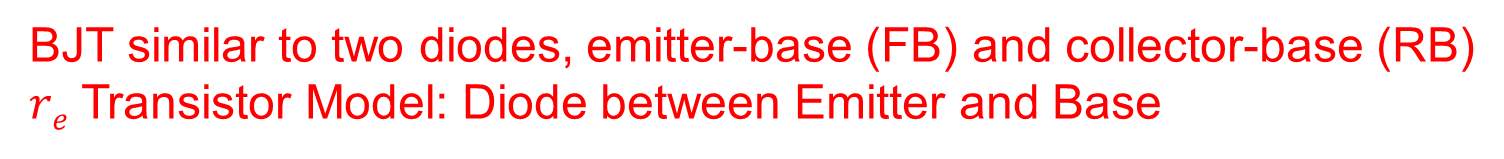 BJT similar to two diodes, emitter-base (FB) and collector-base (RB)
rₑ Transistor Model: Diode between Emitter and Base